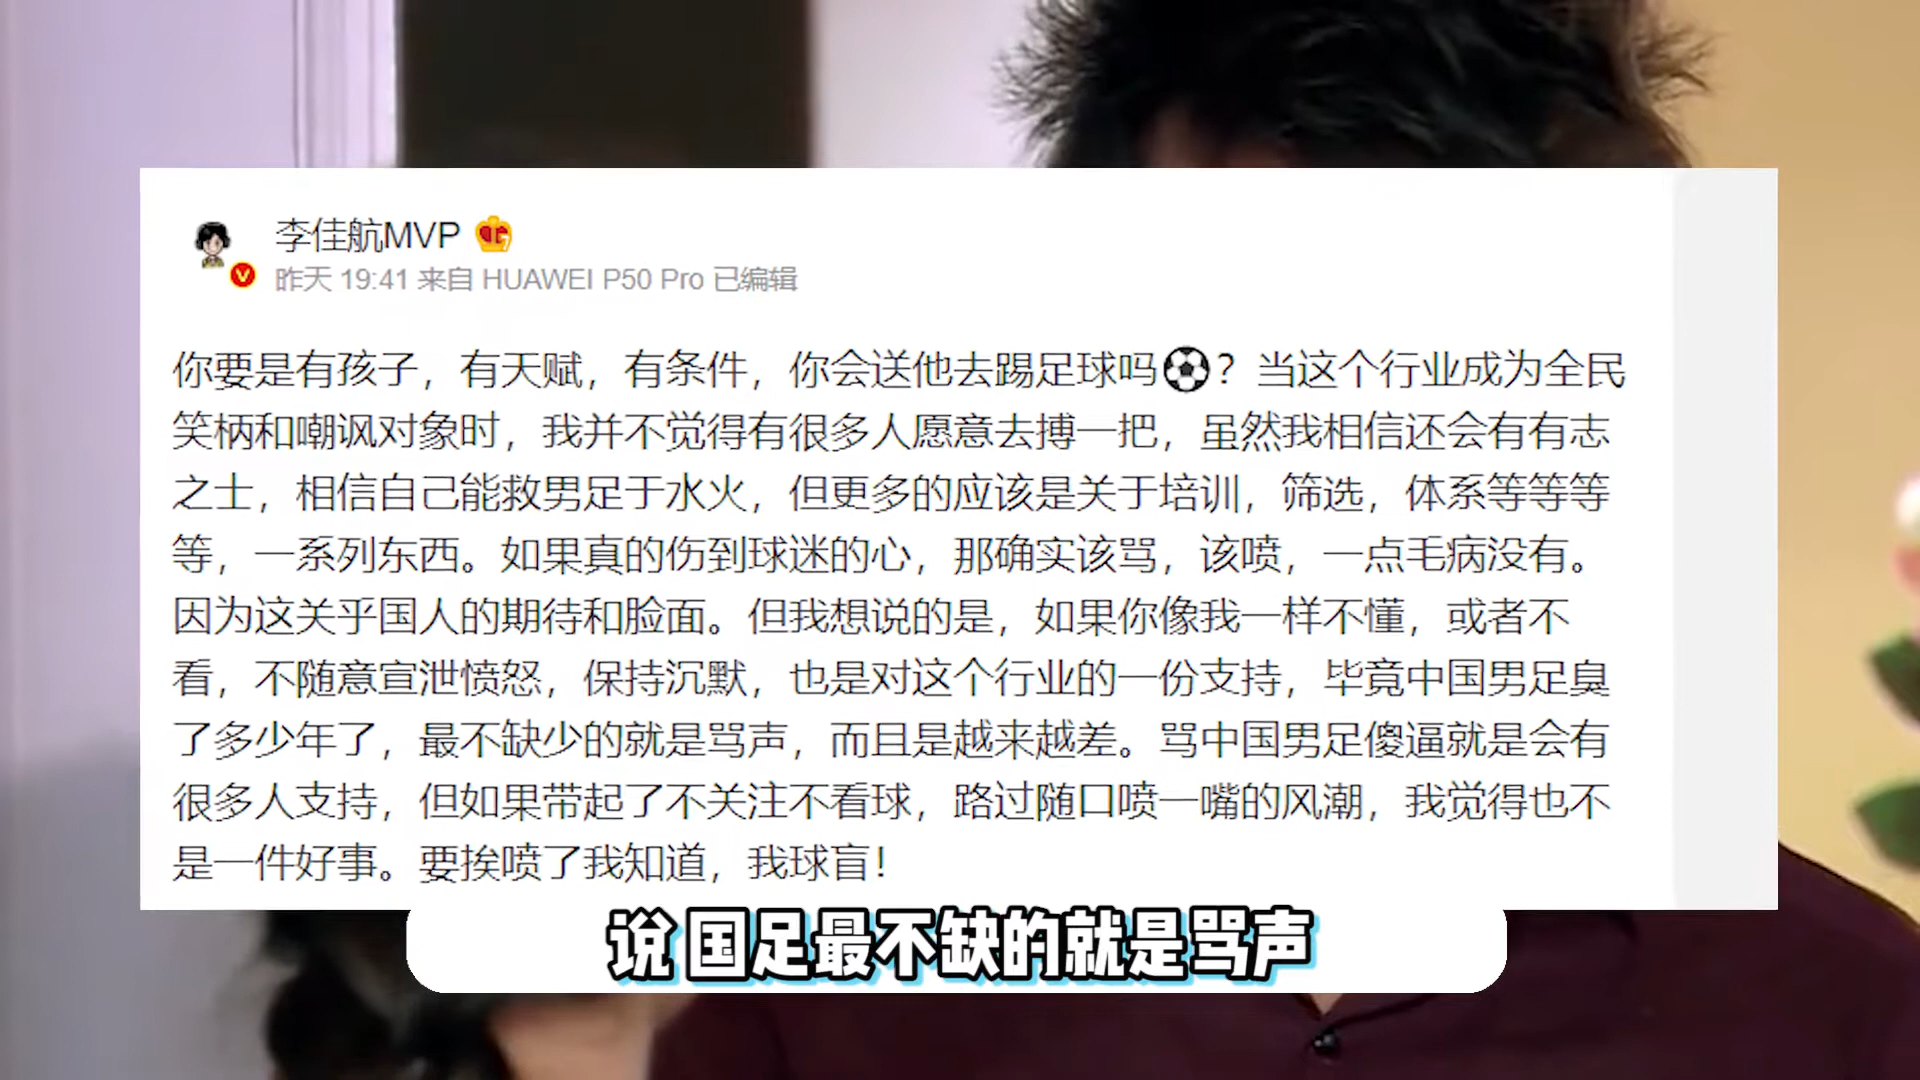 李佳航MVP
昨天 19:41 来自 HUAWEI P50 Pro 已编辑
你要是有孩子，有天赋，有条件，你会送他去踢足球吗⚽？当这个行业成为全民
笑柄和嘲讽对象时，我并不觉得有很多人愿意去搏一把，虽然我相信还会有有志
之士，相信自己能救男足于水火，但更多的应该是关于培训，筛选，体系等等等
等，一系列东西。如果真的伤到球迷的心，那确实该骂，该喷，一点毛病没有。
因为这关乎国人的期待和脸面。但我想说的是，如果你像我一样不懂，或者不
看，不随意宣泄愤怒，保持沉默，也是对这个行业的一份支持，毕竟中国男足臭
了多少年了，最不缺少的就是骂声，而且是越来越差。骂中国男足傻逼就是会有
很多人支持，但如果带起了不关注不看球，路过随口喷一嘴的风潮，我觉得也不
是一件好事。要挨喷了我知道，我球盲！
说 国足最不缺的就是骂声